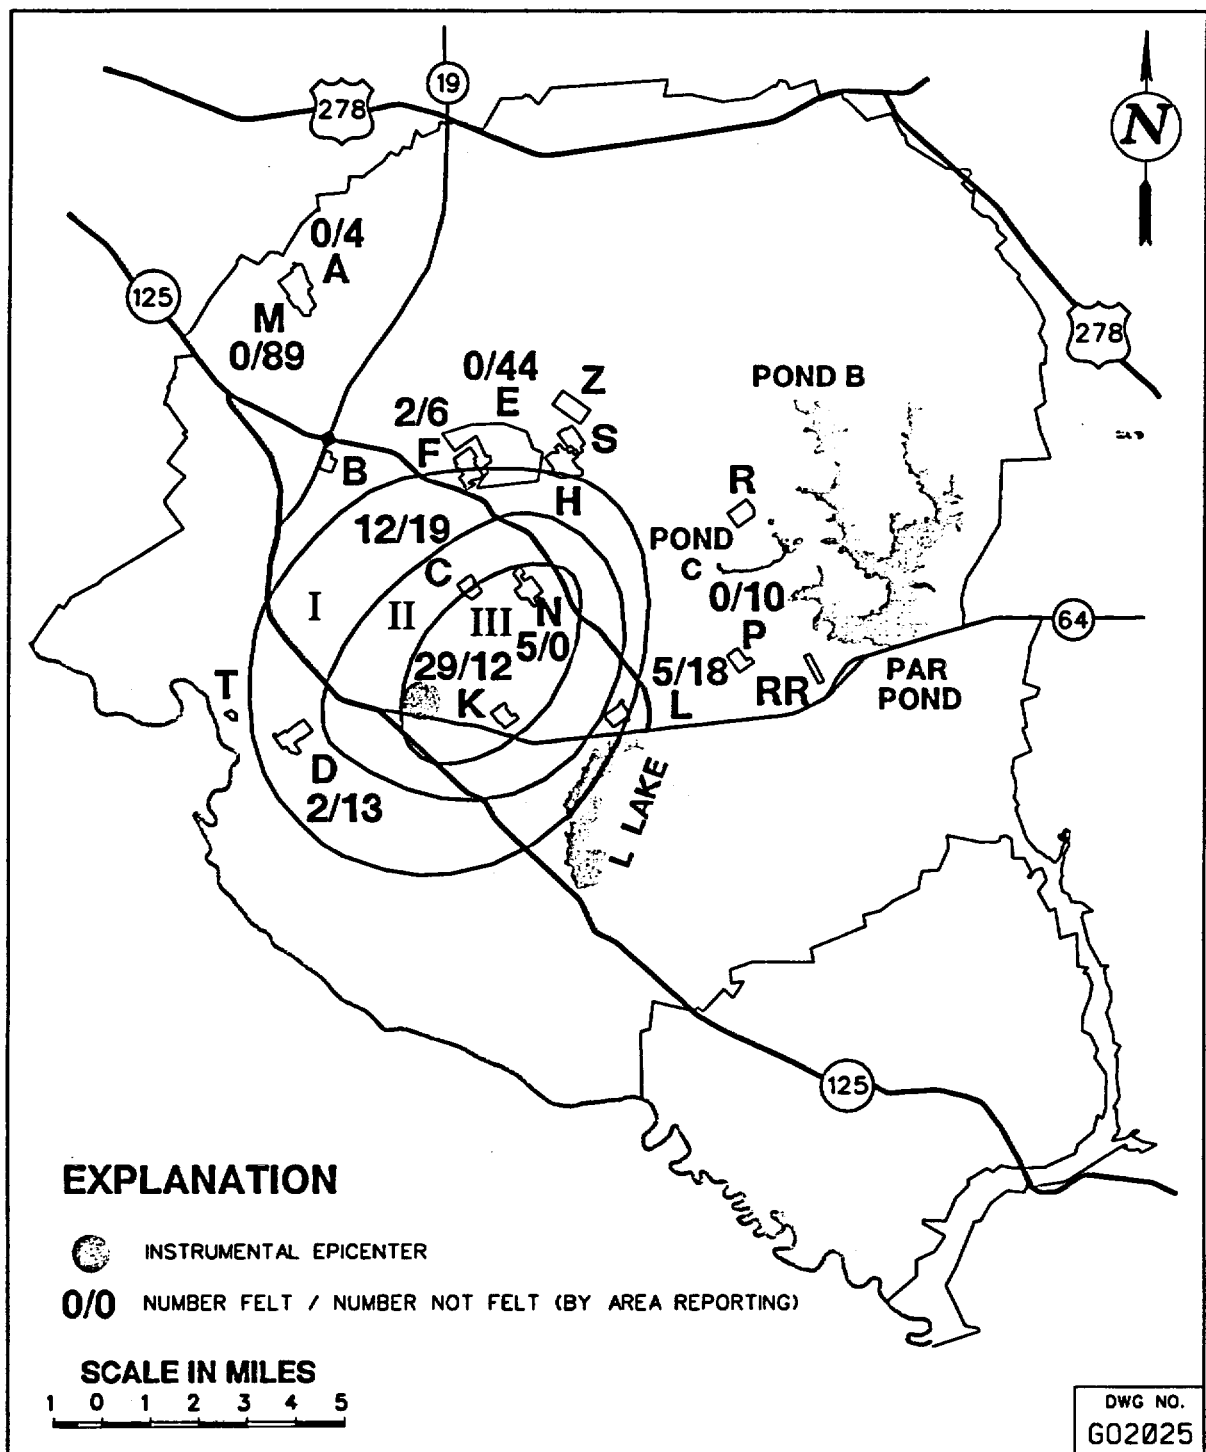 19
278
N
0/4
A
125
M
0/89
278
0/44
E
Z
POND B
2/6
F
S
B
R
H
12/19
POND
C
C
0/10
I
II
III
N
5/0
P
64
29/12
5/18
T
K
L
RR
PAR
POND
D
2/13
L LAKE
125
EXPLANATION
INSTRUMENTAL EPICENTER
0/0 NUMBER FELT / NUMBER NOT FELT (BY AREA REPORTING)
SCALE IN MILES
1 0 1 2 3 4 5
DWG NO.
GO2025